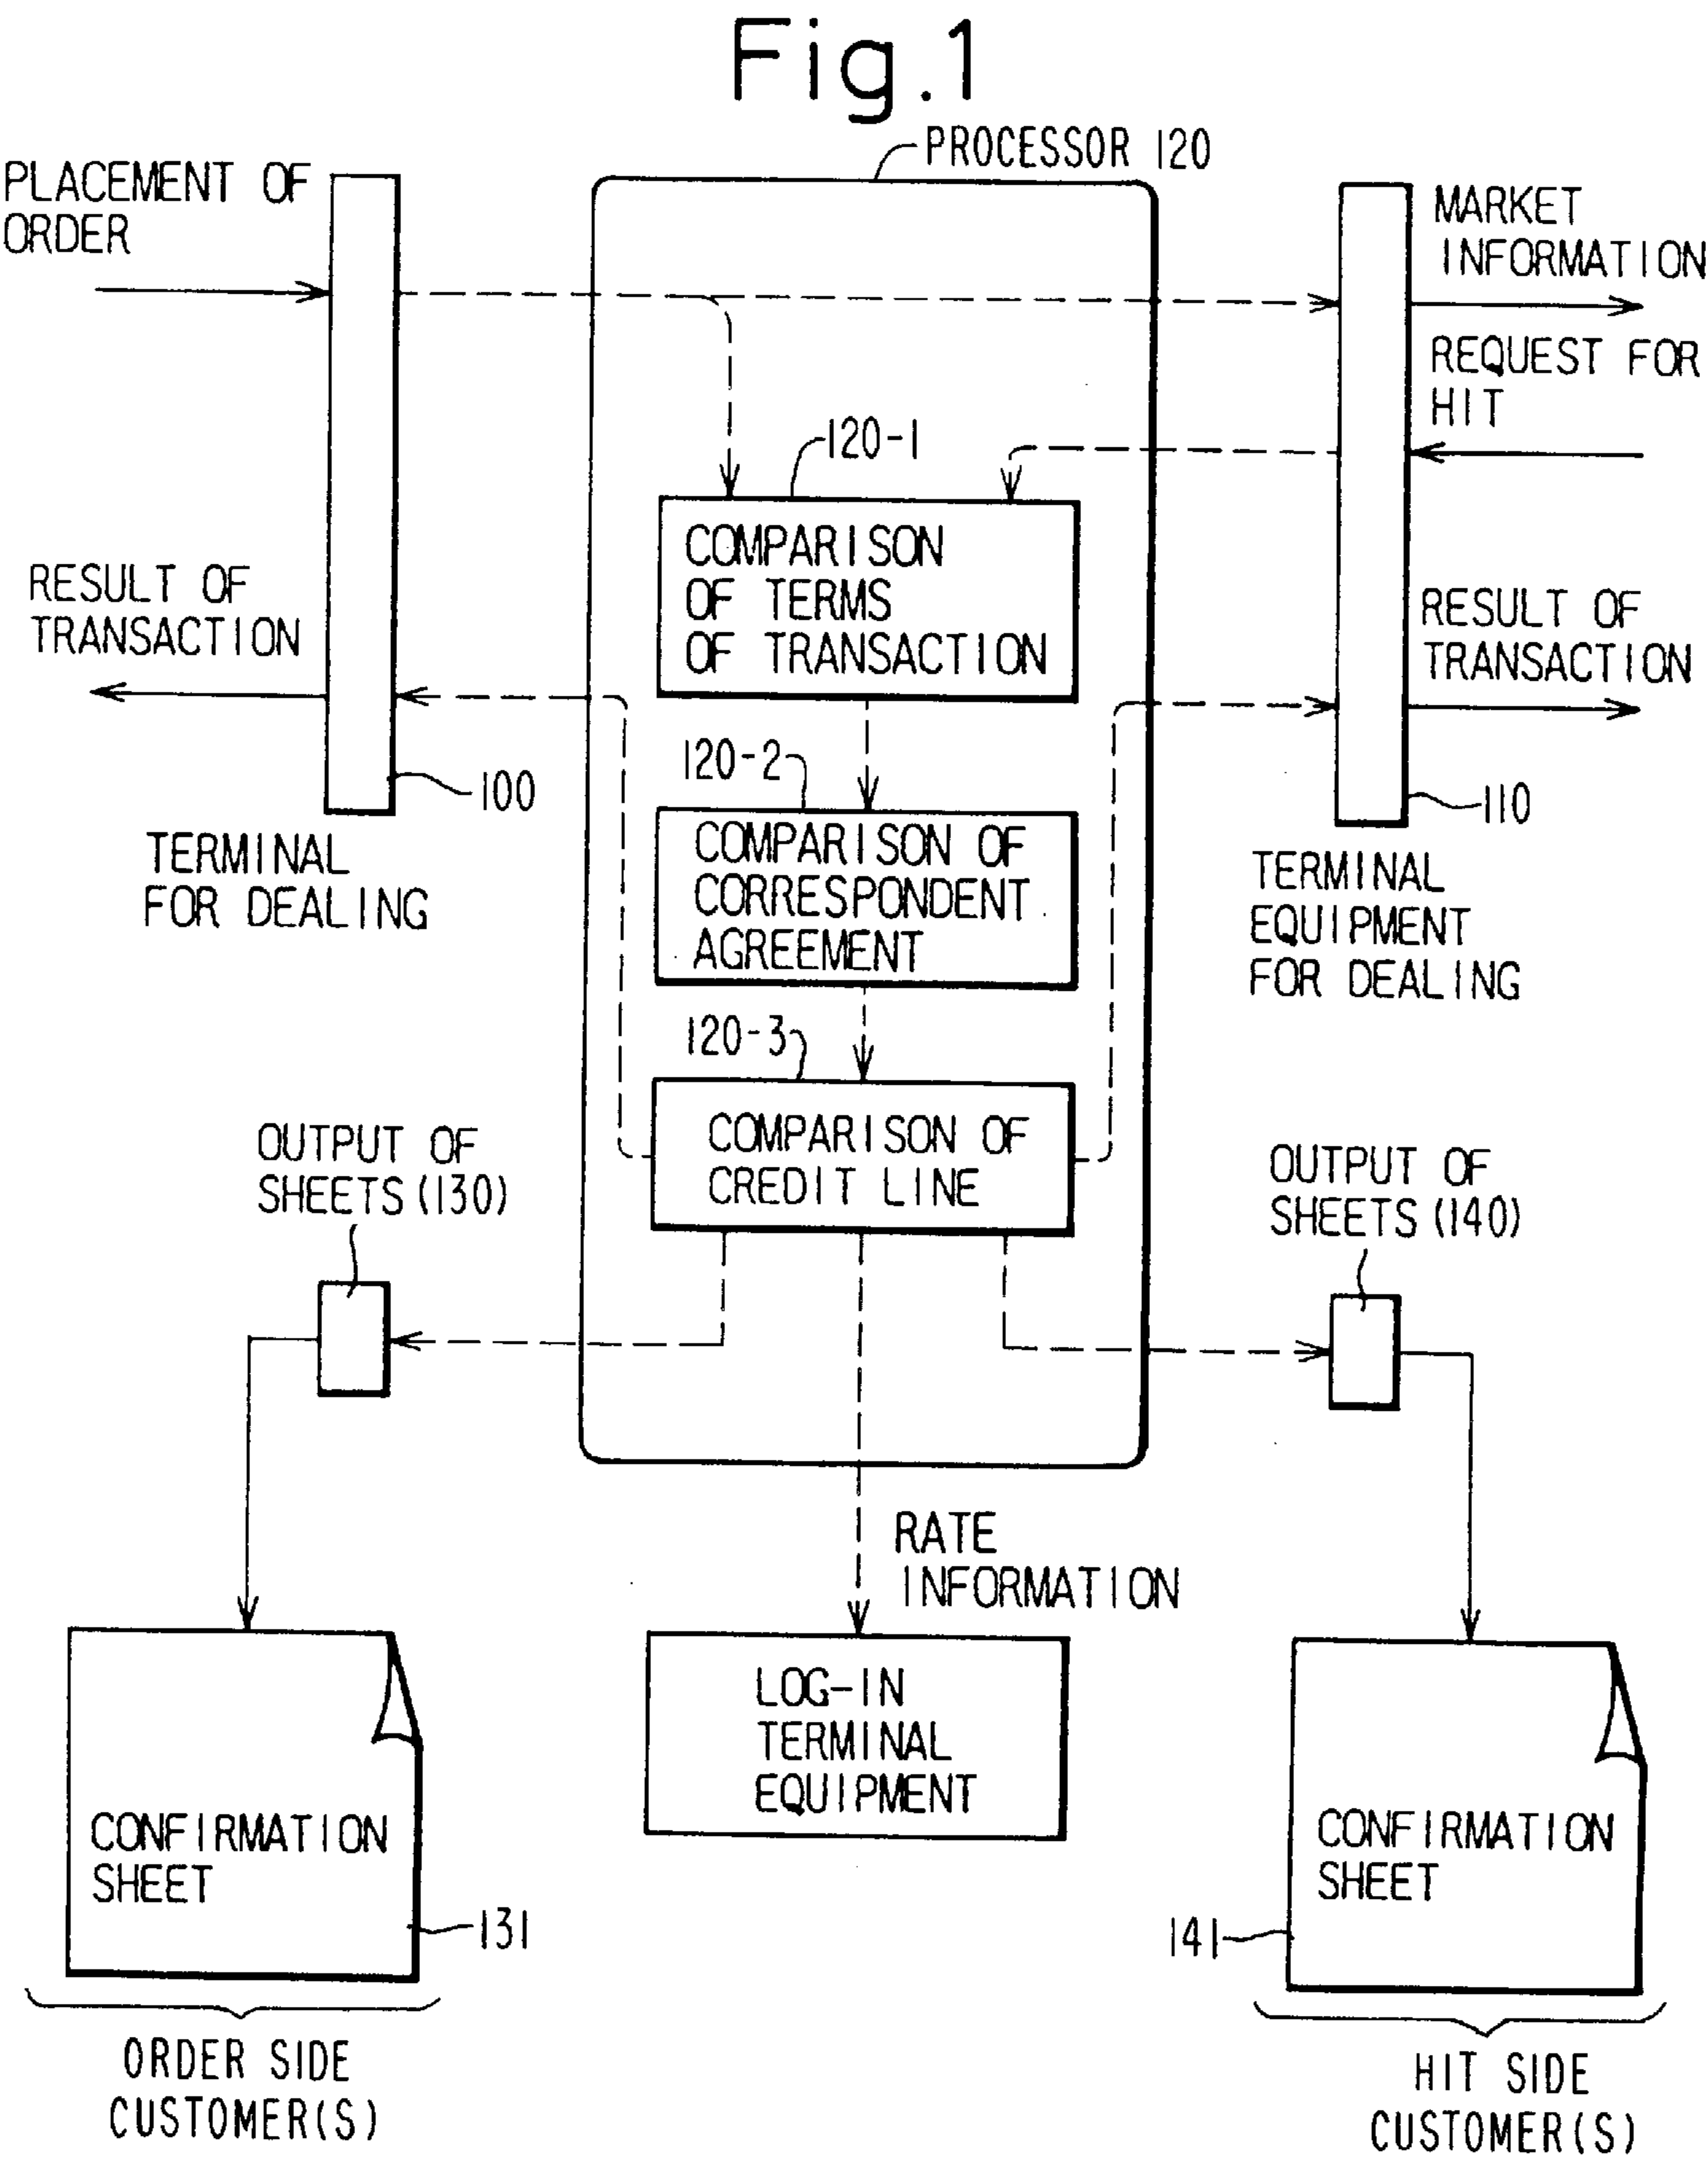 Fig.1
PROCESSOR 120
PLACEMENT OF
ORDER
MARKET
INFORMATION
REQUEST FOR
HIT
120-1
COMPARISON
OF TERMS
OF TRANSACTION
RESULT OF
TRANSACTION
RESULT OF
TRANSACTION
120-2
100
110
COMPARISON OF
CORRESPONDENT
AGREEMENT
TERMINAL
FOR DEALING
TERMINAL
EQUIPMENT
FOR DEALING
120-3
COMPARISON OF
CREDIT LINE
OUTPUT OF
SHEETS (130)
OUTPUT OF
SHEETS (140)
RATE
INFORMATION
LOG-IN
TERMINAL
EQUIPMENT
CONFIRMATION
SHEET
131
CONFIRMATION
SHEET
141
ORDER SIDE
CUSTOMER(S)
HIT SIDE
CUSTOMER(S)